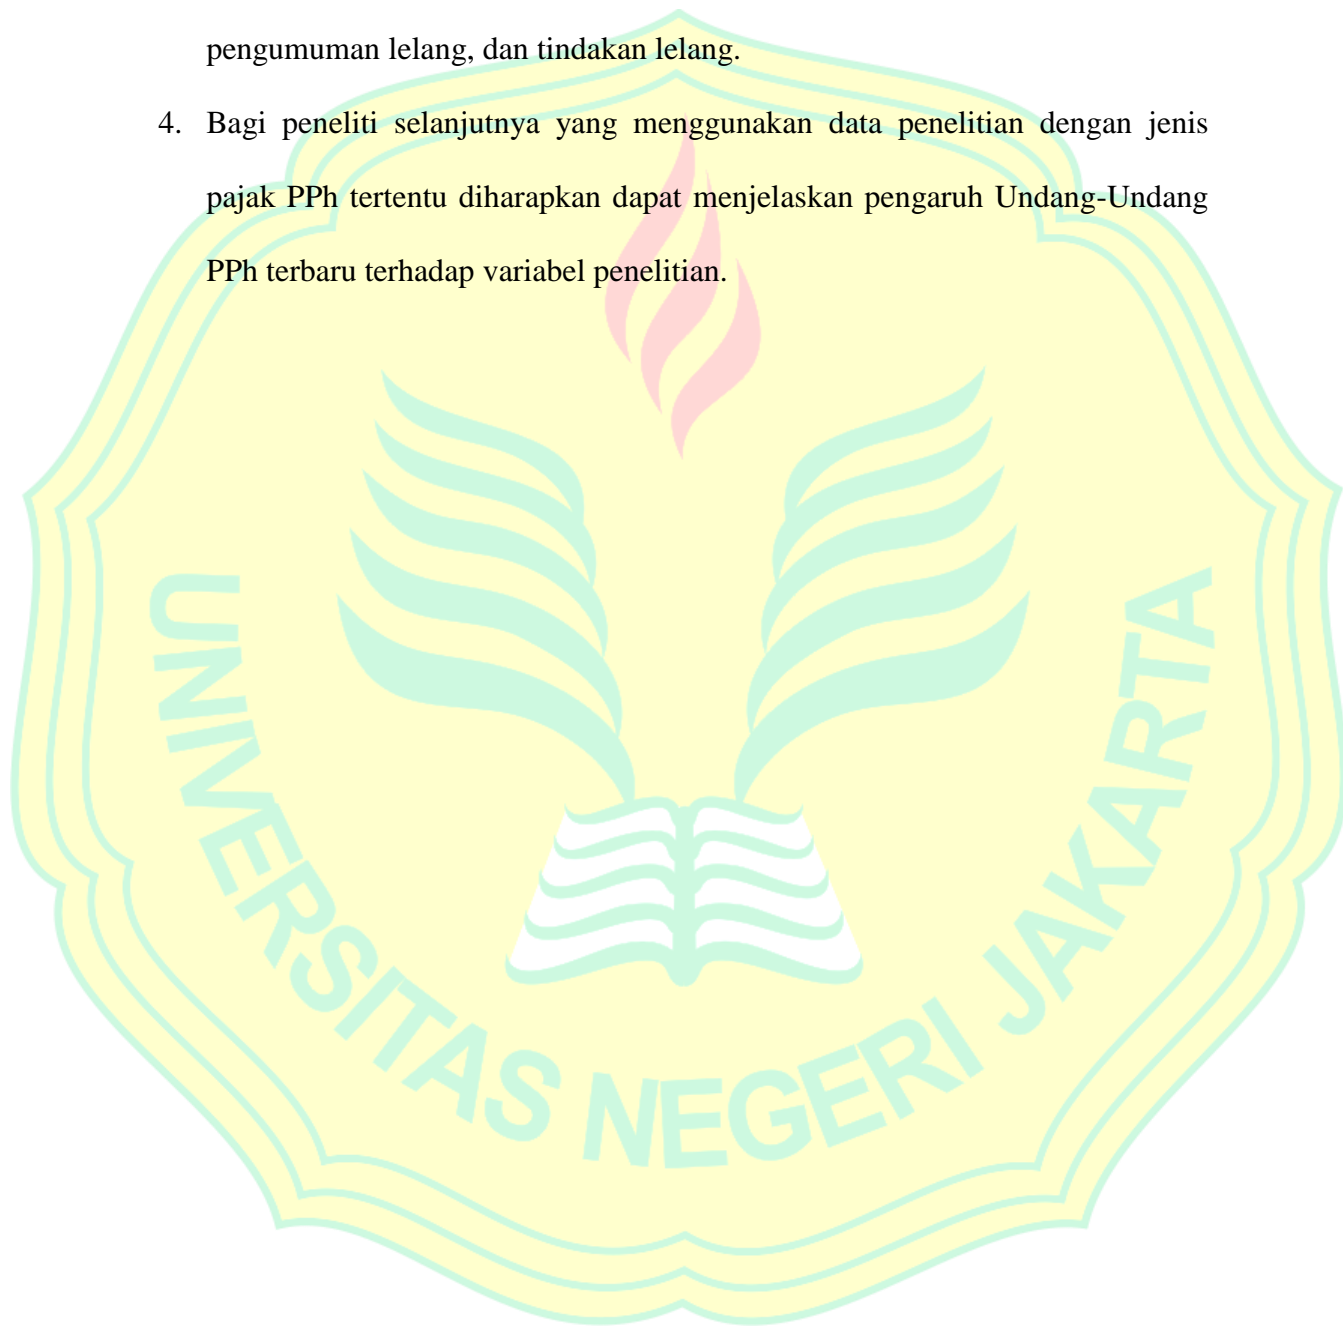 pengumuman lelang, dan tindakan lelang.
4. Bagi peneliti selanjutnya yang menggunakan data penelitian dengan jenis
pajak PPh tertentu diharapkan dapat menjelaskan pengaruh Undang-Undang
PPh terbaru terhadap variabel penelitian.
UNIVERSITAS NEGERI JAKARTA